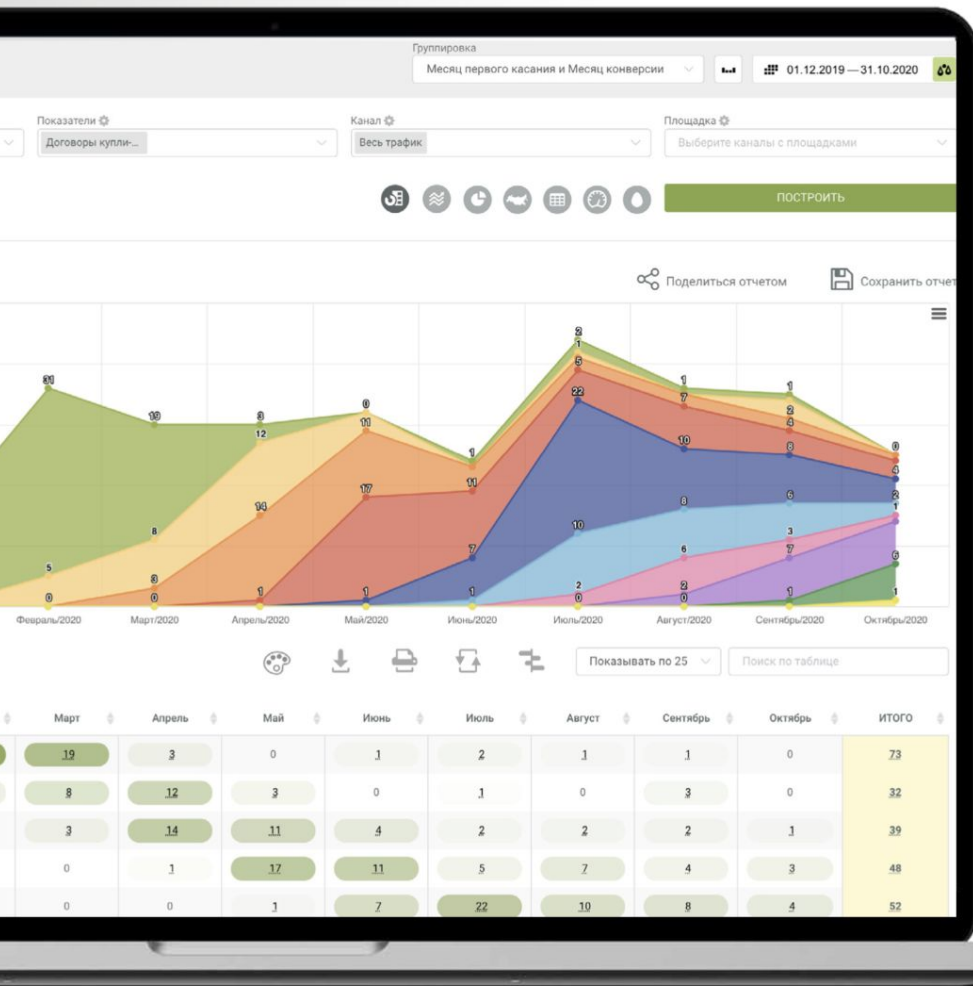 Группировка
Месяц первого касания и Месяц конверсии
01.12.2019 — 31.10.2020
Показатели
Канал
Площадка
Договоры купли-...
Весь трафик
Выберите каналы с площадками
ПОСТРОИТЬ
Поделиться отчетом
Сохранить отчет
31
5
0
19
8
3
0
3
12
14
1
0
11
17
1
1
11
7
1
2
1
5
22
10
2
0
1
7
10
8
6
2
0
1
2
4
8
6
3
7
1
0
4
2
1
6
1
Февраль/2020 Март/2020 Апрель/2020 Май/2020 Июнь/2020 Июль/2020 Август/2020 Сентябрь/2020 Октябрь/2020
Показывать по 25
Поиск по таблице
Март Апрель Май Июнь Июль Август Сентябрь Октябрь ИТОГО
19 3 0 1 2 1 1 0 73
8 12 3 0 1 0 3 0 32
3 14 11 4 2 2 2 1 39
0 1 17 11 5 7 4 3 48
0 0 1 7 22 10 8 4 52